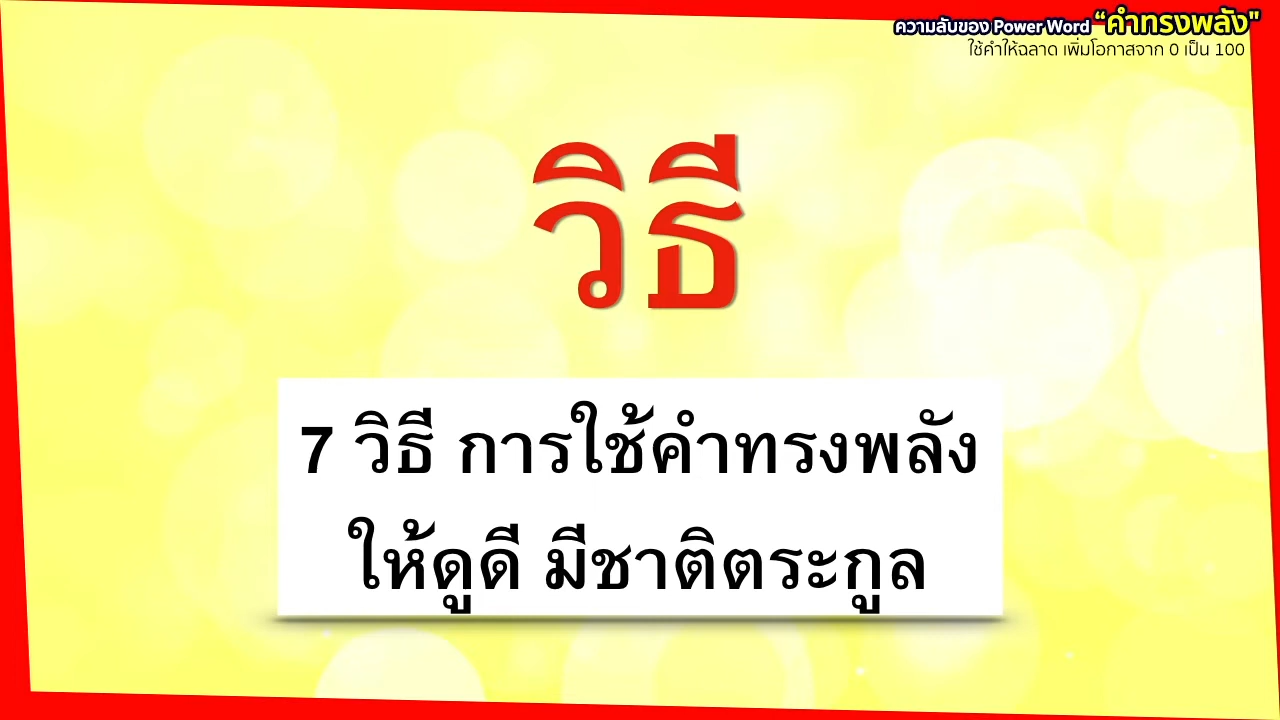 ความลับของ Power Word “คำทรงพลัง"
ใช้คำให้ฉลาด เพิ่มโอกาสจาก 0 เป็น 100
วิธี
7 วิธี การใช้คำทรงพลัง
ให้ดูดี มีชาติตระกูล